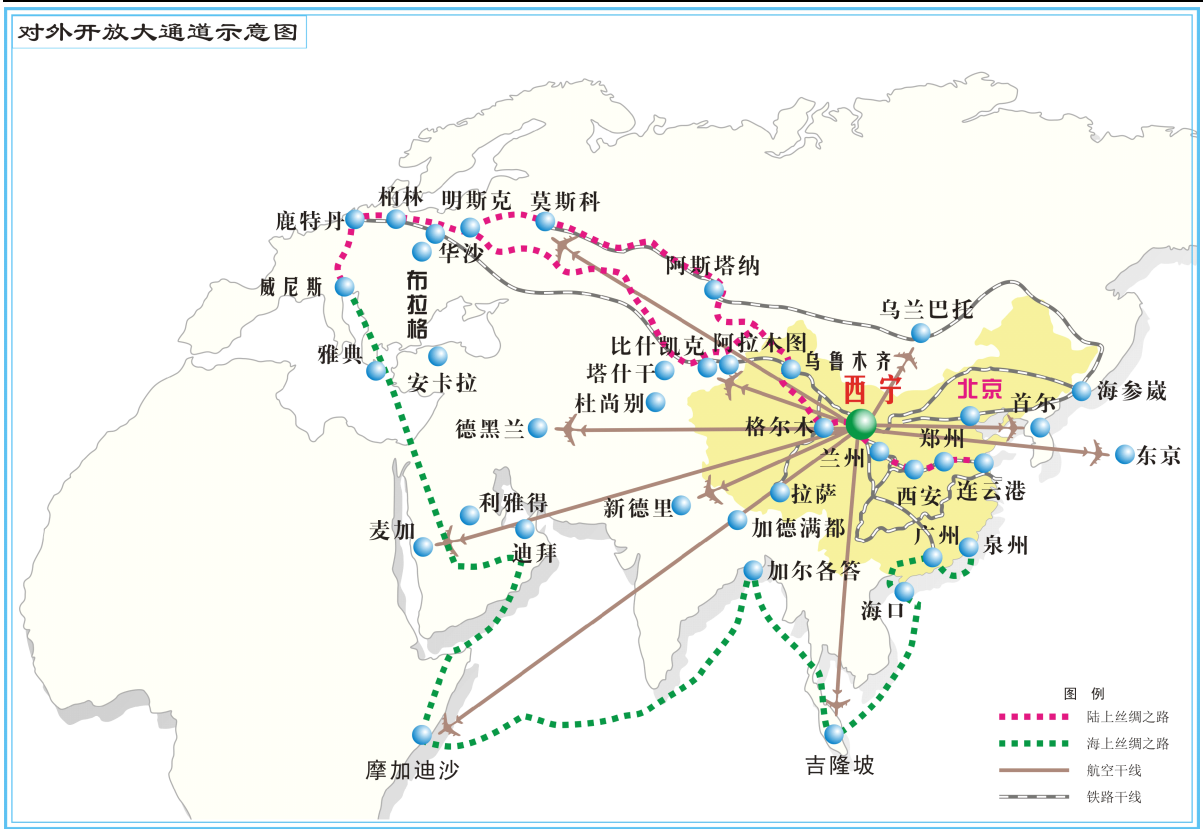 对外开放大通道示意图
柏林
明斯克
莫斯科
鹿特丹
华沙
布拉格
威尼斯
阿斯塔纳
乌兰巴托
雅典
安卡拉
比什凯克
阿拉木图
乌鲁木齐
塔什干
杜尚别
西宁
北京
首尔
海参崴
德黑兰
格尔木
兰州
郑州
东京
西安
连云港
利雅得
新德里
拉萨
麦加
迪拜
加德满都
广州
泉州
加尔各答
海口
摩加迪沙
吉隆坡
图 例
陆上丝绸之路
海上丝绸之路
航空干线
铁路干线